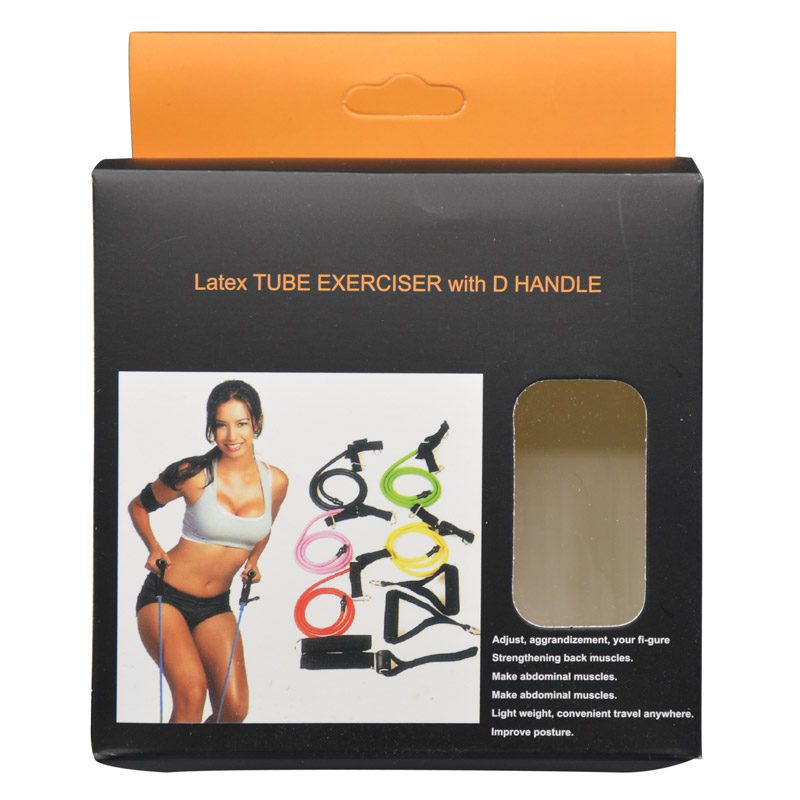 Latex TUBE EXERCISER with D HANDLE
Adjust, aggrandizement, your fi-gure
Strengthening back muscles.
Make abdominal muscles.
Make abdominal muscles.
Light weight, convenient travel anywhere.
Improve posture.